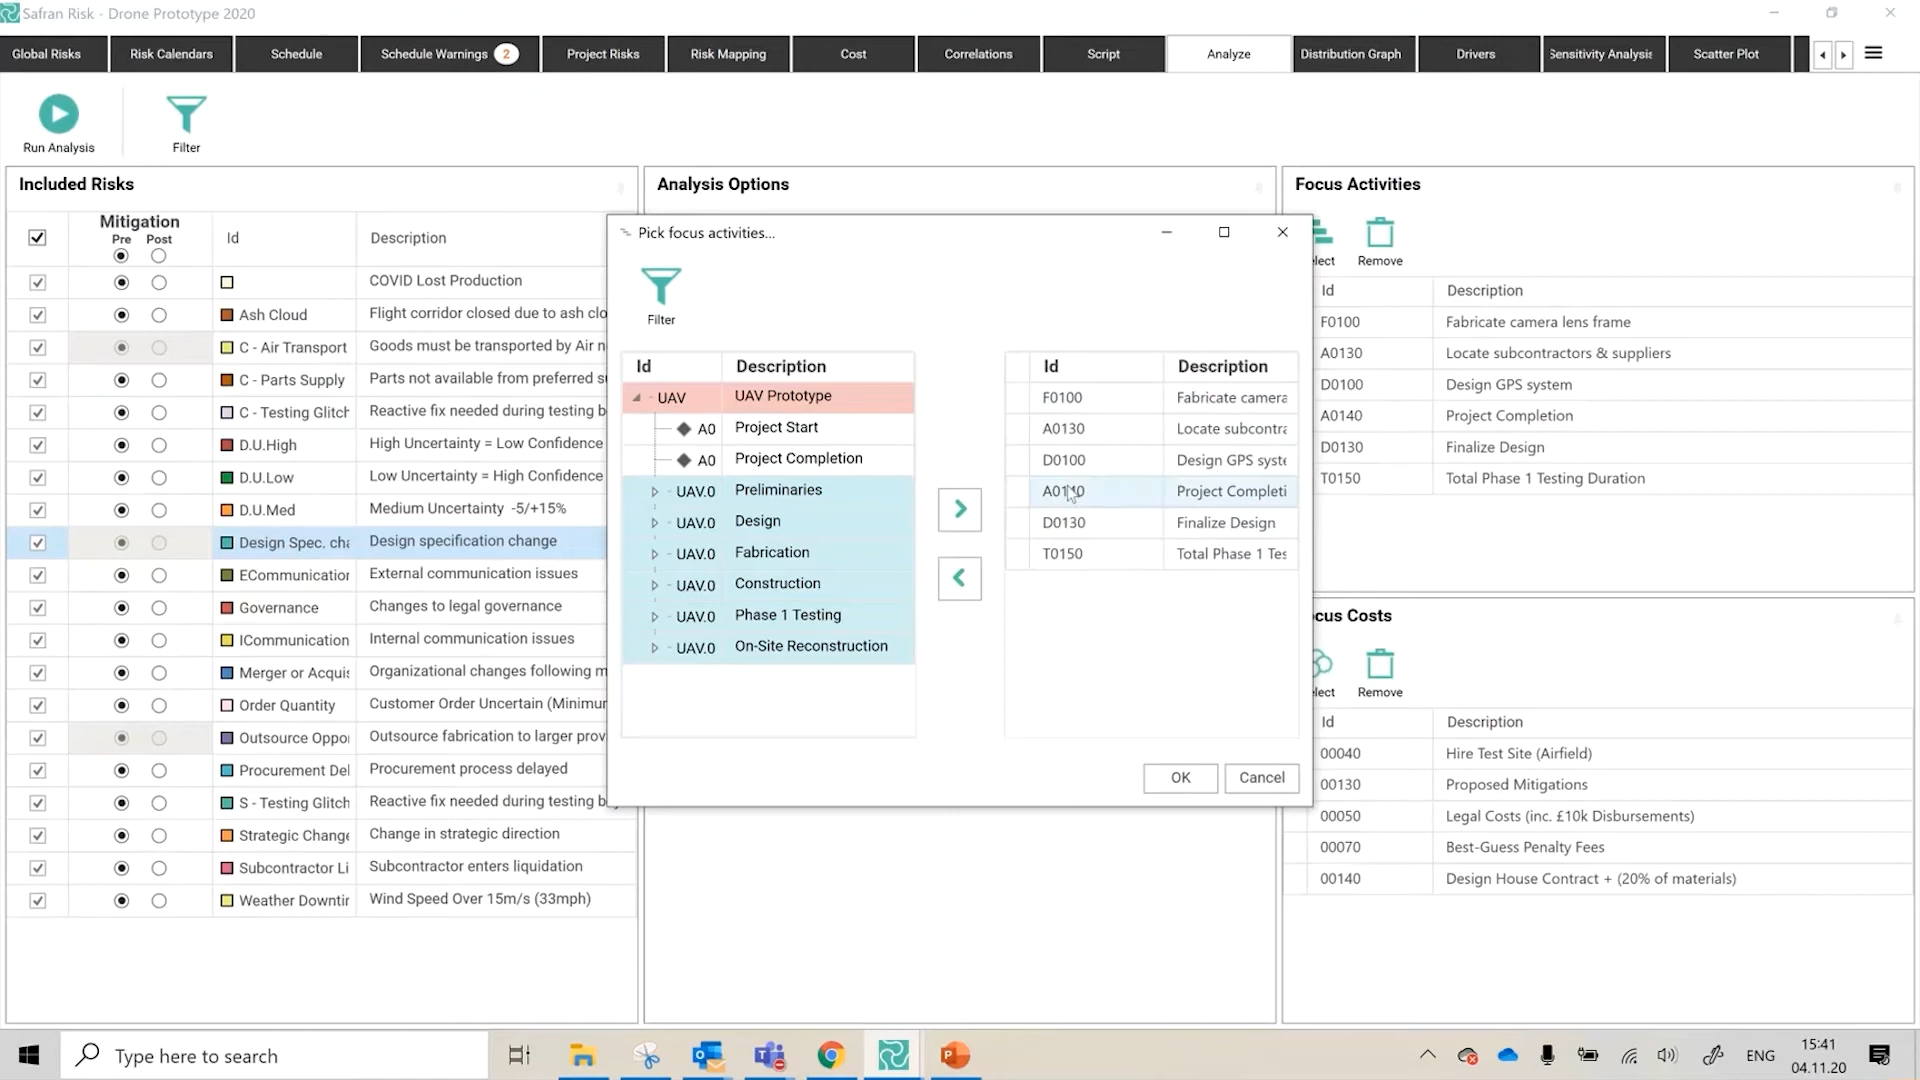 Safran Risk - Drone Prototype 2020
Global Risks
Risk Calendars
Schedule
Schedule Warnings 2
Project Risks
Risk Mapping
Cost
Correlations
Script
Analyze
Distribution Graph
Drivers
Sensitivity Analysis
Scatter Plot
Run Analysis
Filter
Included Risks
Mitigation
Pre Post
Id
Description
COVID Lost Production
Ash Cloud Flight corridor closed due to ash clo
C - Air Transport Goods must be transported by Air n
C - Parts Supply Parts not available from preferred s
C - Testing Glitch Reactive fix needed during testing b
D.U.High High Uncertainty = Low Confidence
D.U.Low Low Uncertainty = High Confidence
D.U.Med Medium Uncertainty -5/+15%
Design Spec. cha Design specification change
ECommunication External communication issues
Governance Changes to legal governance
ICommunication Internal communication issues
Merger or Acquis Organizational changes following m
Order Quantity Customer Order Uncertain (Minimur
Outsource Oppor Outsource fabrication to larger prov
Procurement Del Procurement process delayed
S - Testing Glitch Reactive fix needed during testing b
Strategic Change Change in strategic direction
Subcontractor Li Subcontractor enters liquidation
Weather Downtir Wind Speed Over 15m/s (33mph)
Analysis Options
Pick focus activities...
Filter
Id Description
UAV UAV Prototype
A0 Project Start
A0 Project Completion
UAV.0 Preliminaries
UAV.0 Design
UAV.0 Fabrication
UAV.0 Construction
UAV.0 Phase 1 Testing
UAV.0 On-Site Reconstruction
Id Description
F0100 Fabricate camera
A0130 Locate subcontra
D0100 Design GPS syste
A0140 Project Completi
D0130 Finalize Design
T0150 Total Phase 1 Tes
OK
Cancel
Focus Activities
lect
Remove
Id Description
F0100 Fabricate camera lens frame
A0130 Locate subcontractors & suppliers
D0100 Design GPS system
A0140 Project Completion
D0130 Finalize Design
T0150 Total Phase 1 Testing Duration
ocus Costs
lect
Remove
Id Description
00040 Hire Test Site (Airfield)
00130 Proposed Mitigations
00050 Legal Costs (inc. £10k Disbursements)
00070 Best-Guess Penalty Fees
00140 Design House Contract + (20% of materials)
Type here to search
ENG
15:41
04.11.20